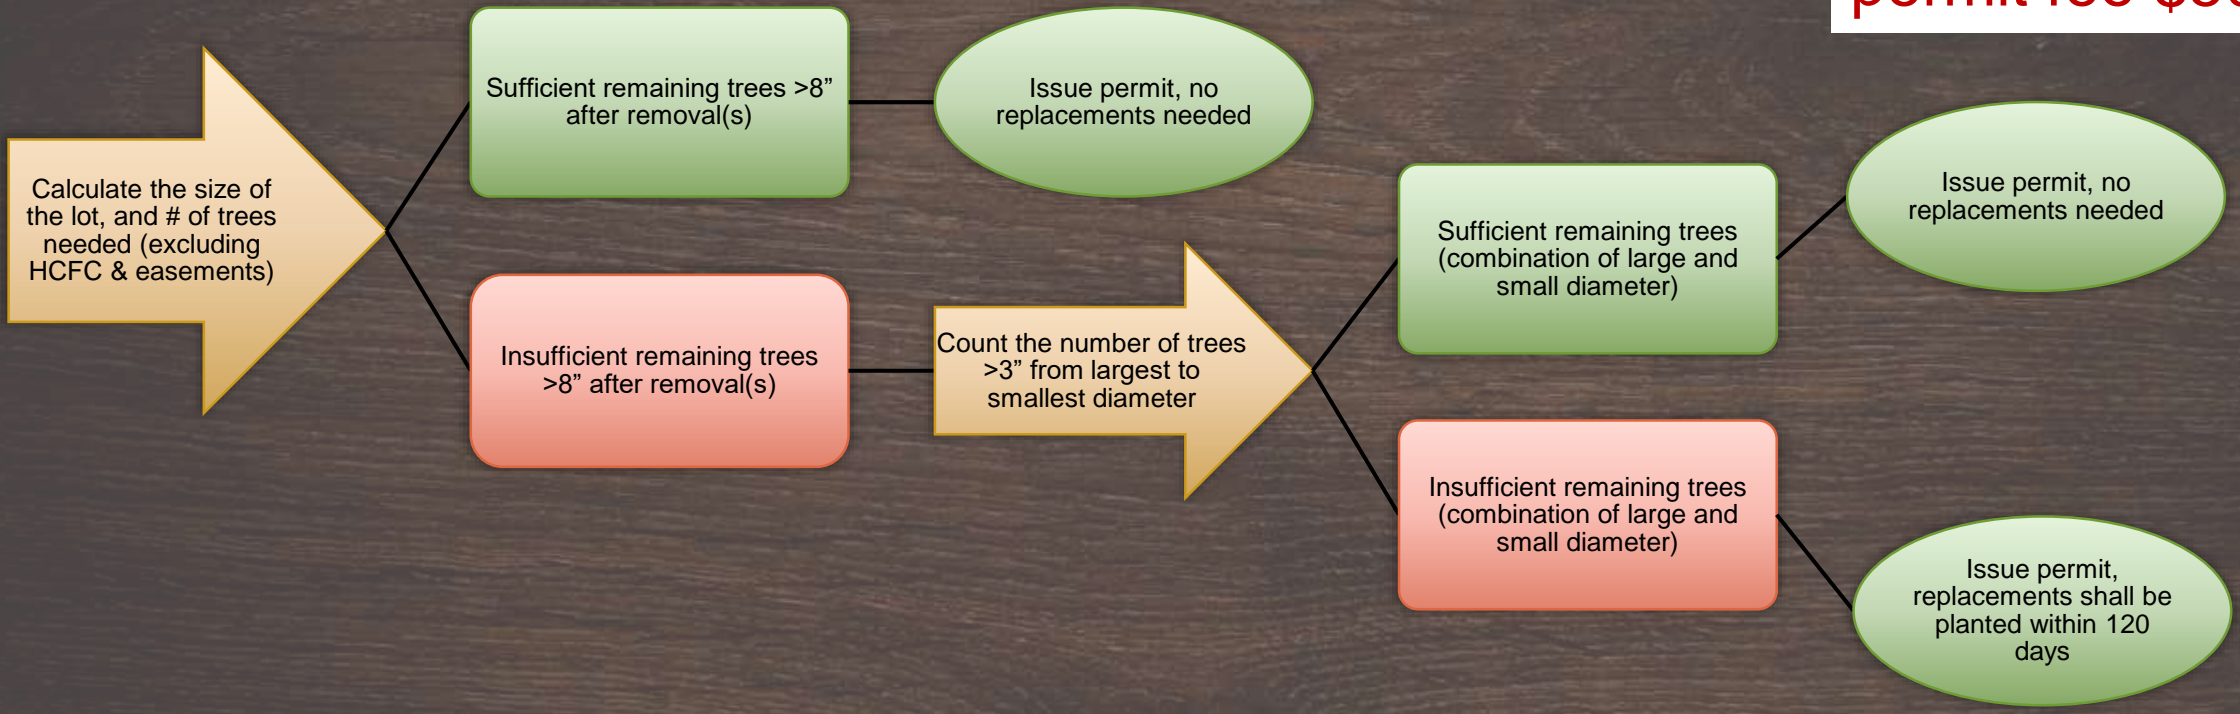 permit fee
Sufficient remaining trees >8”
after removal(s)
Issue permit, no
replacements needed
Calculate the size of
the lot, and # of trees
needed (excluding
HCFC & easements)
Insufficient remaining trees
>8” after removal(s)
Count the number of trees
>3” from largest to
smallest diameter
Sufficient remaining trees
(combination of large and
small diameter)
Issue permit, no
replacements needed
Insufficient remaining trees
(combination of large and
small diameter)
Issue permit,
replacements shall be
planted within 120
days